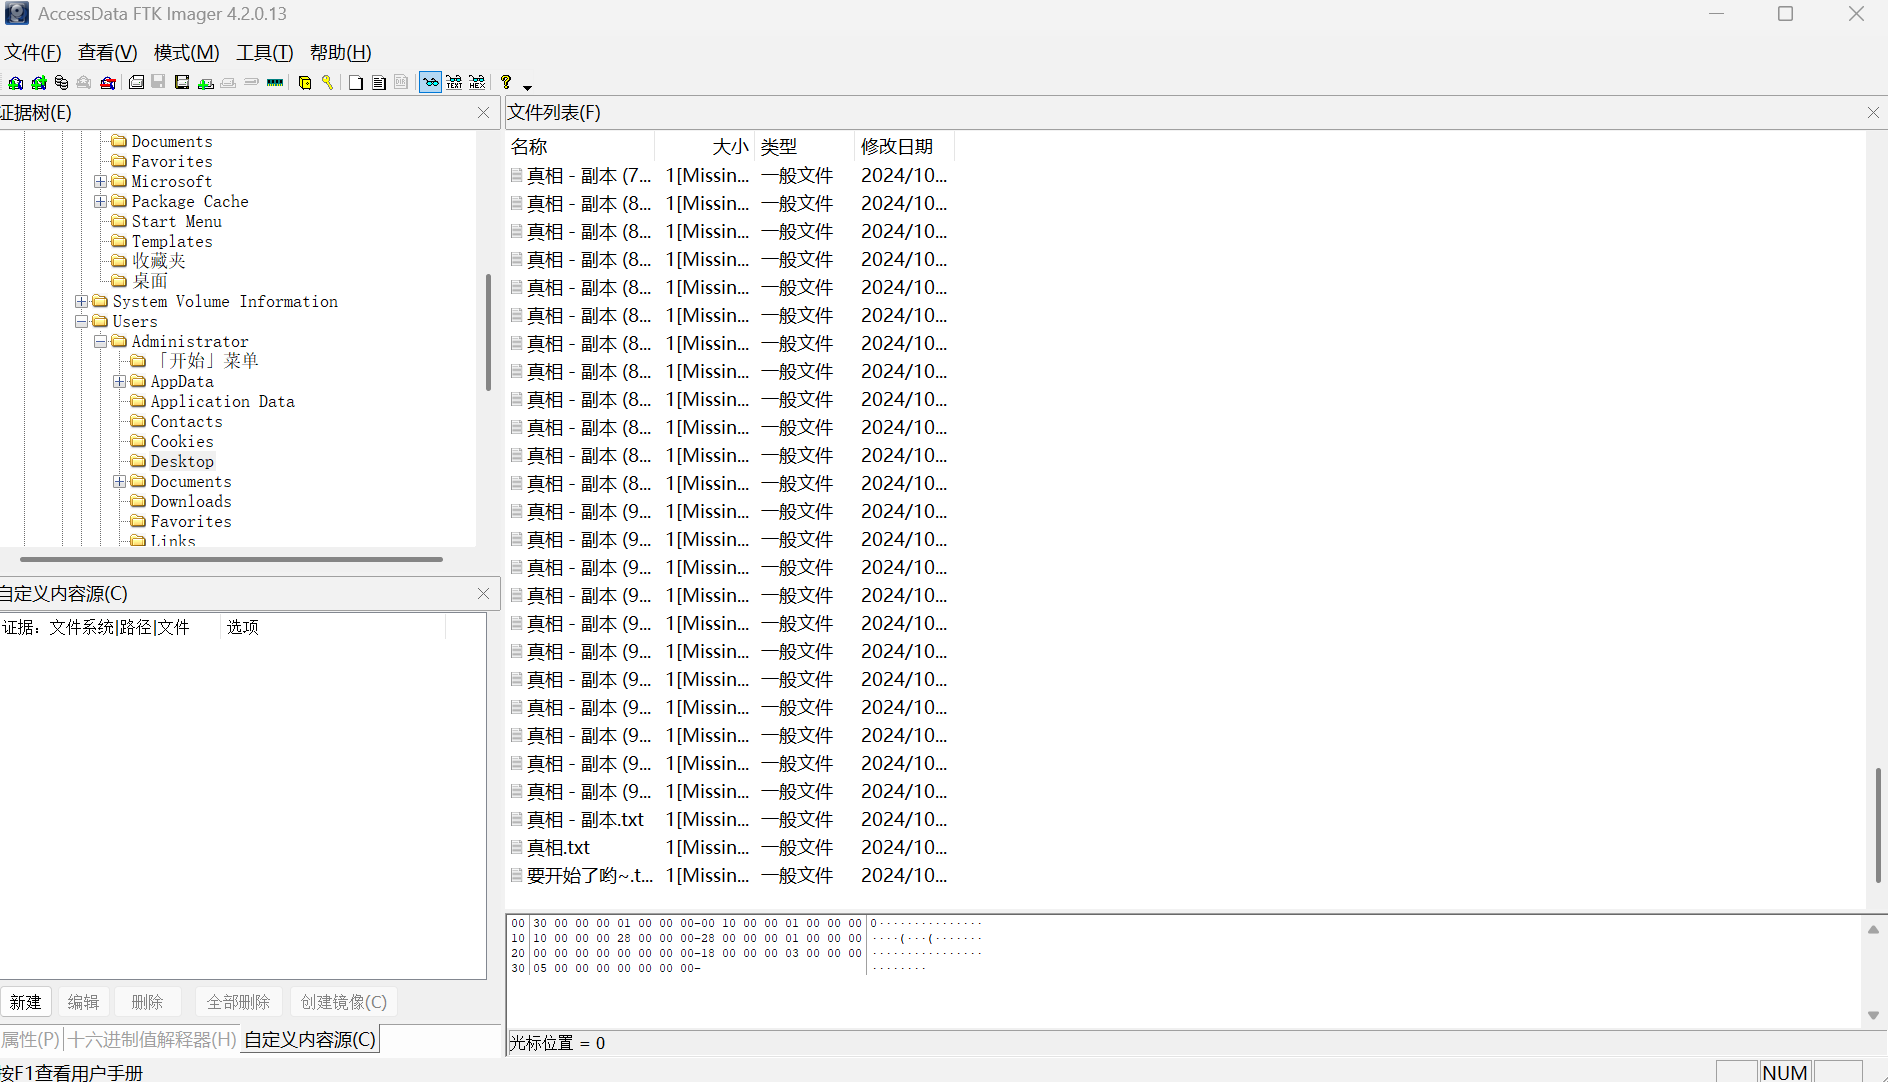 AccessData FTK Imager 4.2.0.13
文件(F) 查看(V) 模式(M) 工具(T) 帮助(H)
证据树(E)
Documents
Favorites
Microsoft
Package Cache
Start Menu
Templates
收藏夹
桌面
System Volume Information
Users
Administrator
「开始」菜单
AppData
Application Data
Contacts
Cookies
Desktop
Documents
Downloads
Favorites
Links
自定义内容源(C)
证据：文件系统|路径|文件 选项
新建 编辑 删除 全部删除 创建镜像(C)
属性(P) 十六进制值解释器(H) 自定义内容源(C)
文件列表(F)
名称 大小 类型 修改日期
真相 - 副本 (7... 1[Missin... 一般文件 2024/10...
真相 - 副本 (8... 1[Missin... 一般文件 2024/10...
真相 - 副本 (8... 1[Missin... 一般文件 2024/10...
真相 - 副本 (8... 1[Missin... 一般文件 2024/10...
真相 - 副本 (8... 1[Missin... 一般文件 2024/10...
真相 - 副本 (8... 1[Missin... 一般文件 2024/10...
真相 - 副本 (8... 1[Missin... 一般文件 2024/10...
真相 - 副本 (8... 1[Missin... 一般文件 2024/10...
真相 - 副本 (8... 1[Missin... 一般文件 2024/10...
真相 - 副本 (8... 1[Missin... 一般文件 2024/10...
真相 - 副本 (8... 1[Missin... 一般文件 2024/10...
真相 - 副本 (8... 1[Missin... 一般文件 2024/10...
真相 - 副本 (9... 1[Missin... 一般文件 2024/10...
真相 - 副本 (9... 1[Missin... 一般文件 2024/10...
真相 - 副本 (9... 1[Missin... 一般文件 2024/10...
真相 - 副本 (9... 1[Missin... 一般文件 2024/10...
真相 - 副本 (9... 1[Missin... 一般文件 2024/10...
真相 - 副本 (9... 1[Missin... 一般文件 2024/10...
真相 - 副本 (9... 1[Missin... 一般文件 2024/10...
真相 - 副本 (9... 1[Missin... 一般文件 2024/10...
真相 - 副本 (9... 1[Missin... 一般文件 2024/10...
真相 - 副本 (9... 1[Missin... 一般文件 2024/10...
真相 - 副本 (9... 1[Missin... 一般文件 2024/10...
真相 - 副本.txt 1[Missin... 一般文件 2024/10...
真相.txt 1[Missin... 一般文件 2024/10...
要开始了哟~.t... 1[Missin... 一般文件 2024/10...
00 30 00 00 00 01 00 00 00-00 10 00 00 01 00 00 00 0···············
10 10 00 00 00 28 00 00 00-28 00 00 00 01 00 00 00 ····(···(·······
20 00 00 00 00 00 00 00 00-18 00 00 00 03 00 00 00 ················
30 05 00 00 00 00 00 00 00- ········
光标位置 = 0
按F1查看用户手册
NUM